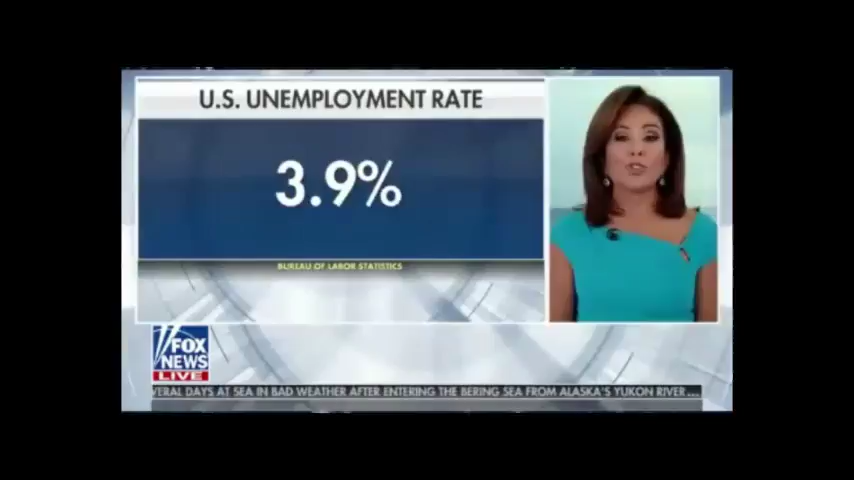 U.S. UNEMPLOYMENT RATE
3.9%
BUREAU OF LABOR STATISTICS
FOX
NEWS
LIVE
VERAL DAYS AT SEA IN BAD WEATHER AFTER ENTERING THE BERING SEA FROM ALASKA'S YUKON RIVER ...